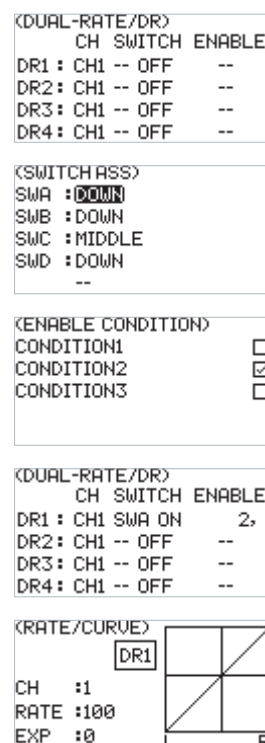 (DUAL-RATE/DR)
CH SWITCH ENABLE
DR1 : CH1 -- OFF --
DR2 : CH1 -- OFF --
DR3 : CH1 -- OFF --
DR4 : CH1 -- OFF --
(SWITCH ASS)
SWA :DOWN
SWB :DOWN
SWC :MIDDLE
SWD :DOWN
--
(ENABLE CONDITION)
CONDITION1
CONDITION2
CONDITION3
(DUAL-RATE/DR)
CH SWITCH ENABLE
DR1 : CH1 SWA ON 2,
DR2 : CH1 -- OFF --
DR3 : CH1 -- OFF --
DR4 : CH1 -- OFF --
(RATE/CURVE)
DR1
CH :1
RATE :100
EXP :0